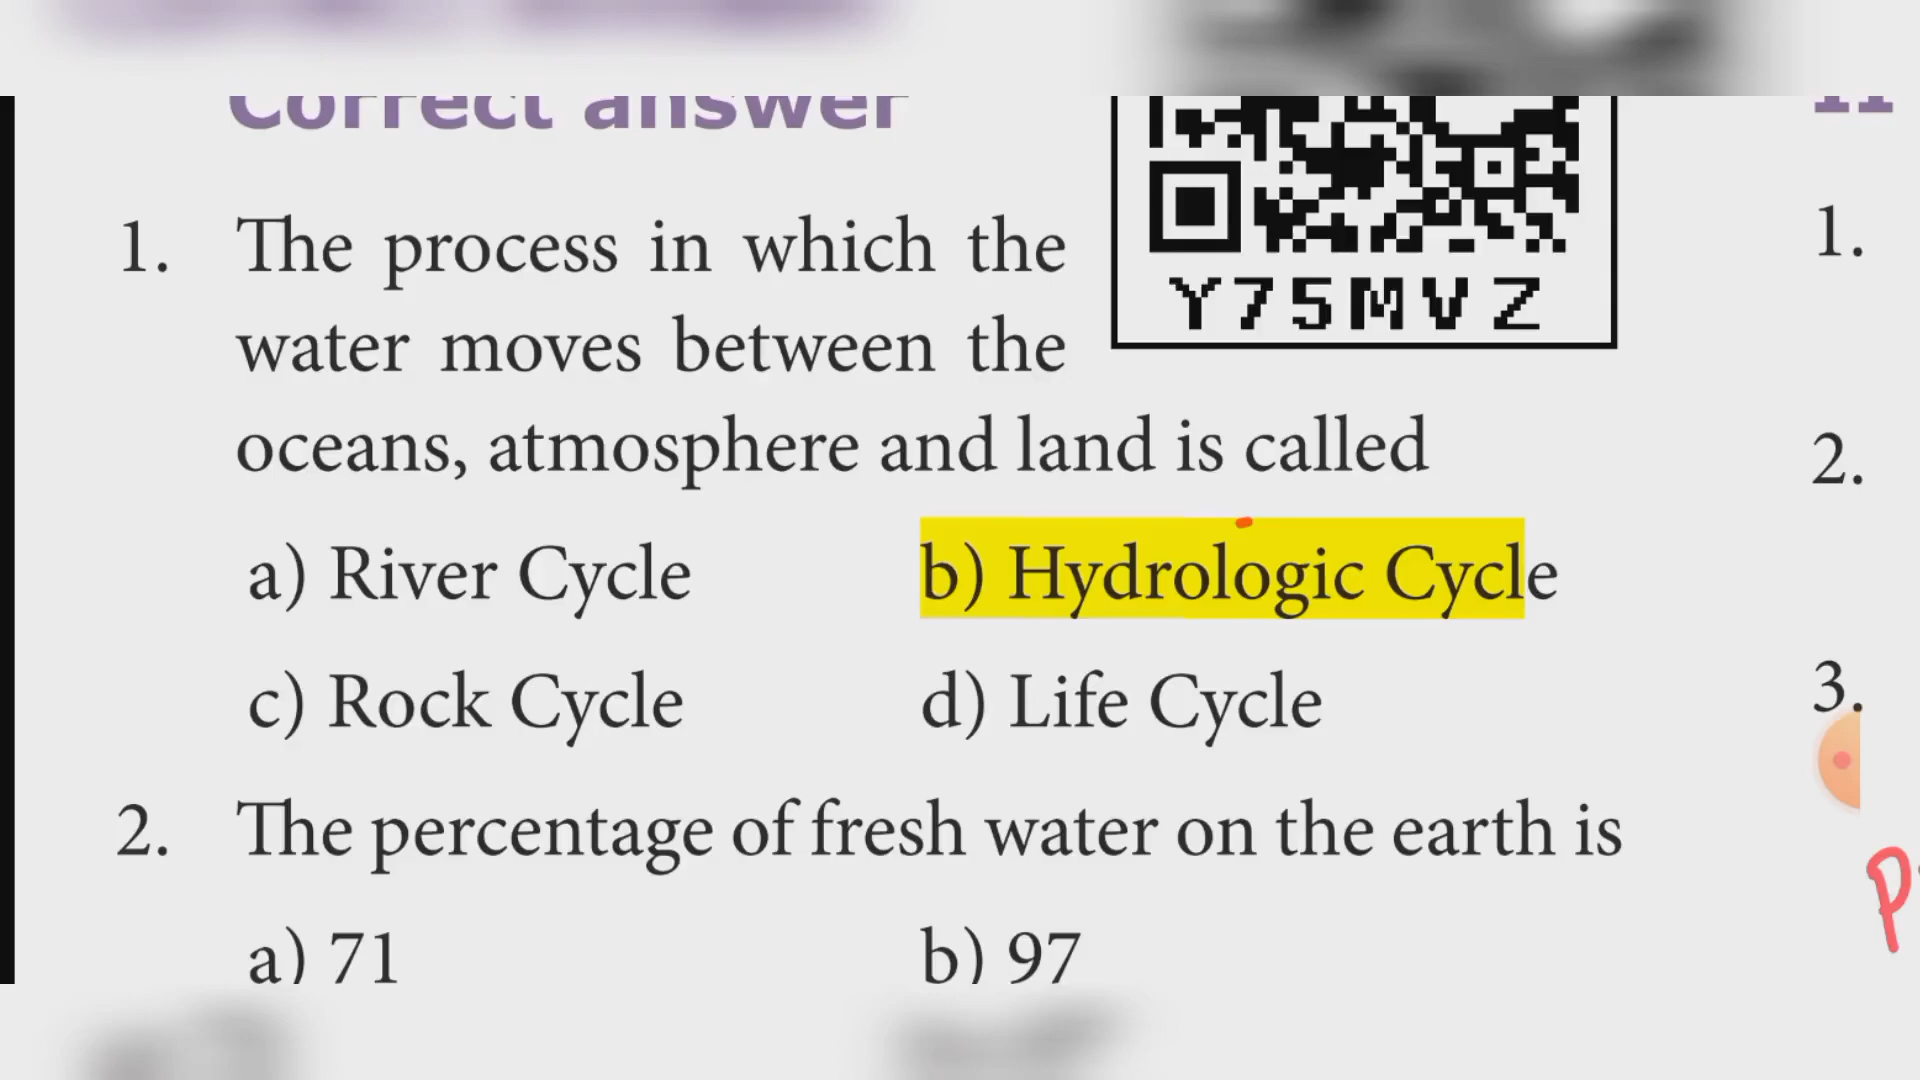 Correct answer
Y75MVZ
1. The process in which the
water moves between the
oceans, atmosphere and land is called
a) River Cycle b) Hydrologic Cycle
c) Rock Cycle d) Life Cycle
2. The percentage of fresh water on the earth is
a) 71 b) 97
1.
2.
3.